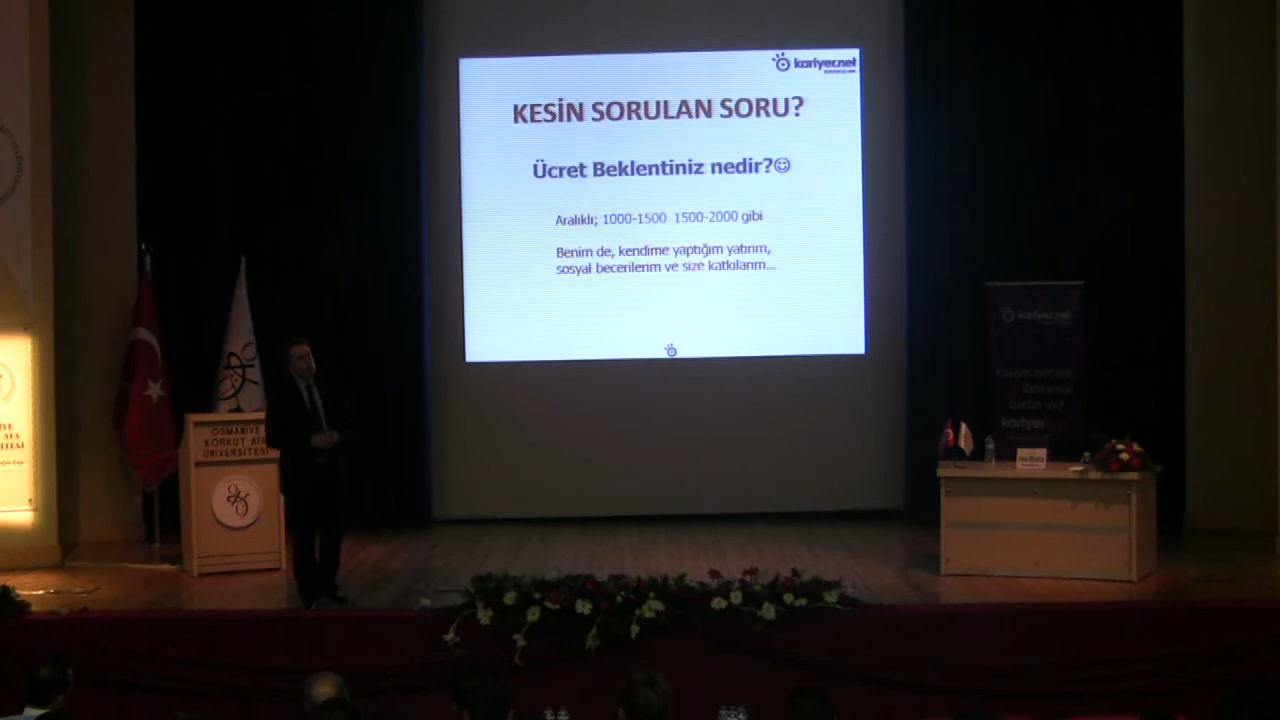 kariyer.net
KESİN SORULAN SORU?
Ücret Beklentiniz nedir?☺
Aralıklı; 1000-1500 1500-2000 gibi
Benim de, kendime yaptığım yatırım,
sosyal becerilerim ve size katkılarım...
OSMANİYE
KORKUT ATA
ÜNİVERSİTESİ
kariyer.net
kariyer